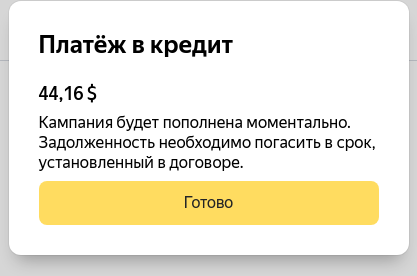 Платёж в кредит
44,16 $
Кампания будет пополнена моментально.
Задолженность необходимо погасить в срок,
установленный в договоре.
Готово